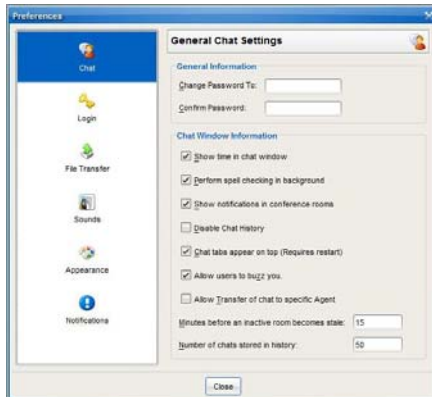 Preferences
Chat
Login
File Transfer
Sounds
Appearance
Notifications
General Chat Settings
General Information
Change Password To:
Confirm Password:
Chat Window Information
Show time in chat window
Perform spell checking in background
Show notifications in conference rooms
Disable Chat History
Chat tabs appear on top (Requires restart)
Allow users to buzz you.
Allow Transfer of chat to specific Agent
Minutes before an inactive room becomes stale: 15
Number of chats stored in history: 50
Close